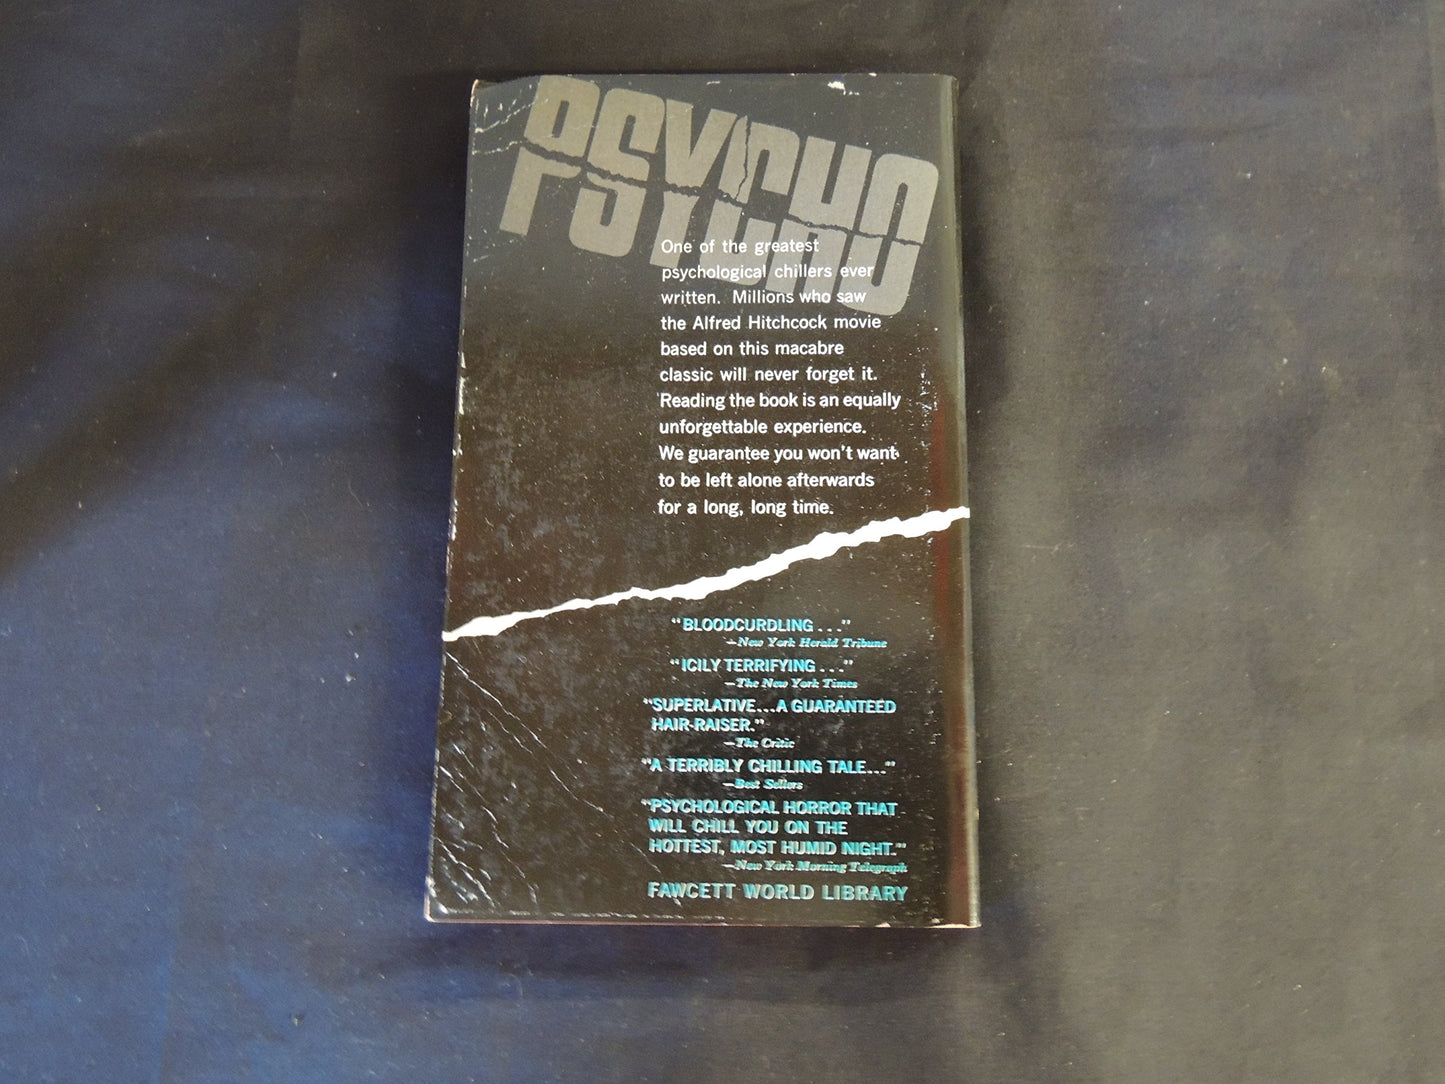 PSYCHO
One of the greatest
psychological chillers ever
written. Millions who saw
the Alfred Hitchcock movie
based on this macabre
classic will never forget it.
Reading the book is an equally
unforgettable experience.
We guarantee you won't want
to be left alone afterwards
for a long, long time.
"BLOODCURDLING . . ."
—New York Herald Tribune
"ICILY TERRIFYING . . ."
—The New York Times
"SUPERLATIVE...A GUARANTEED
HAIR-RAISER."
—The Critic
"A TERRIBLY CHILLING TALE..."
—Best Sellers
"PSYCHOLOGICAL HORROR THAT
WILL CHILL YOU ON THE
HOTTEST, MOST HUMID NIGHT."
—New York Morning Telegraph
FAWCETT WORLD LIBRARY